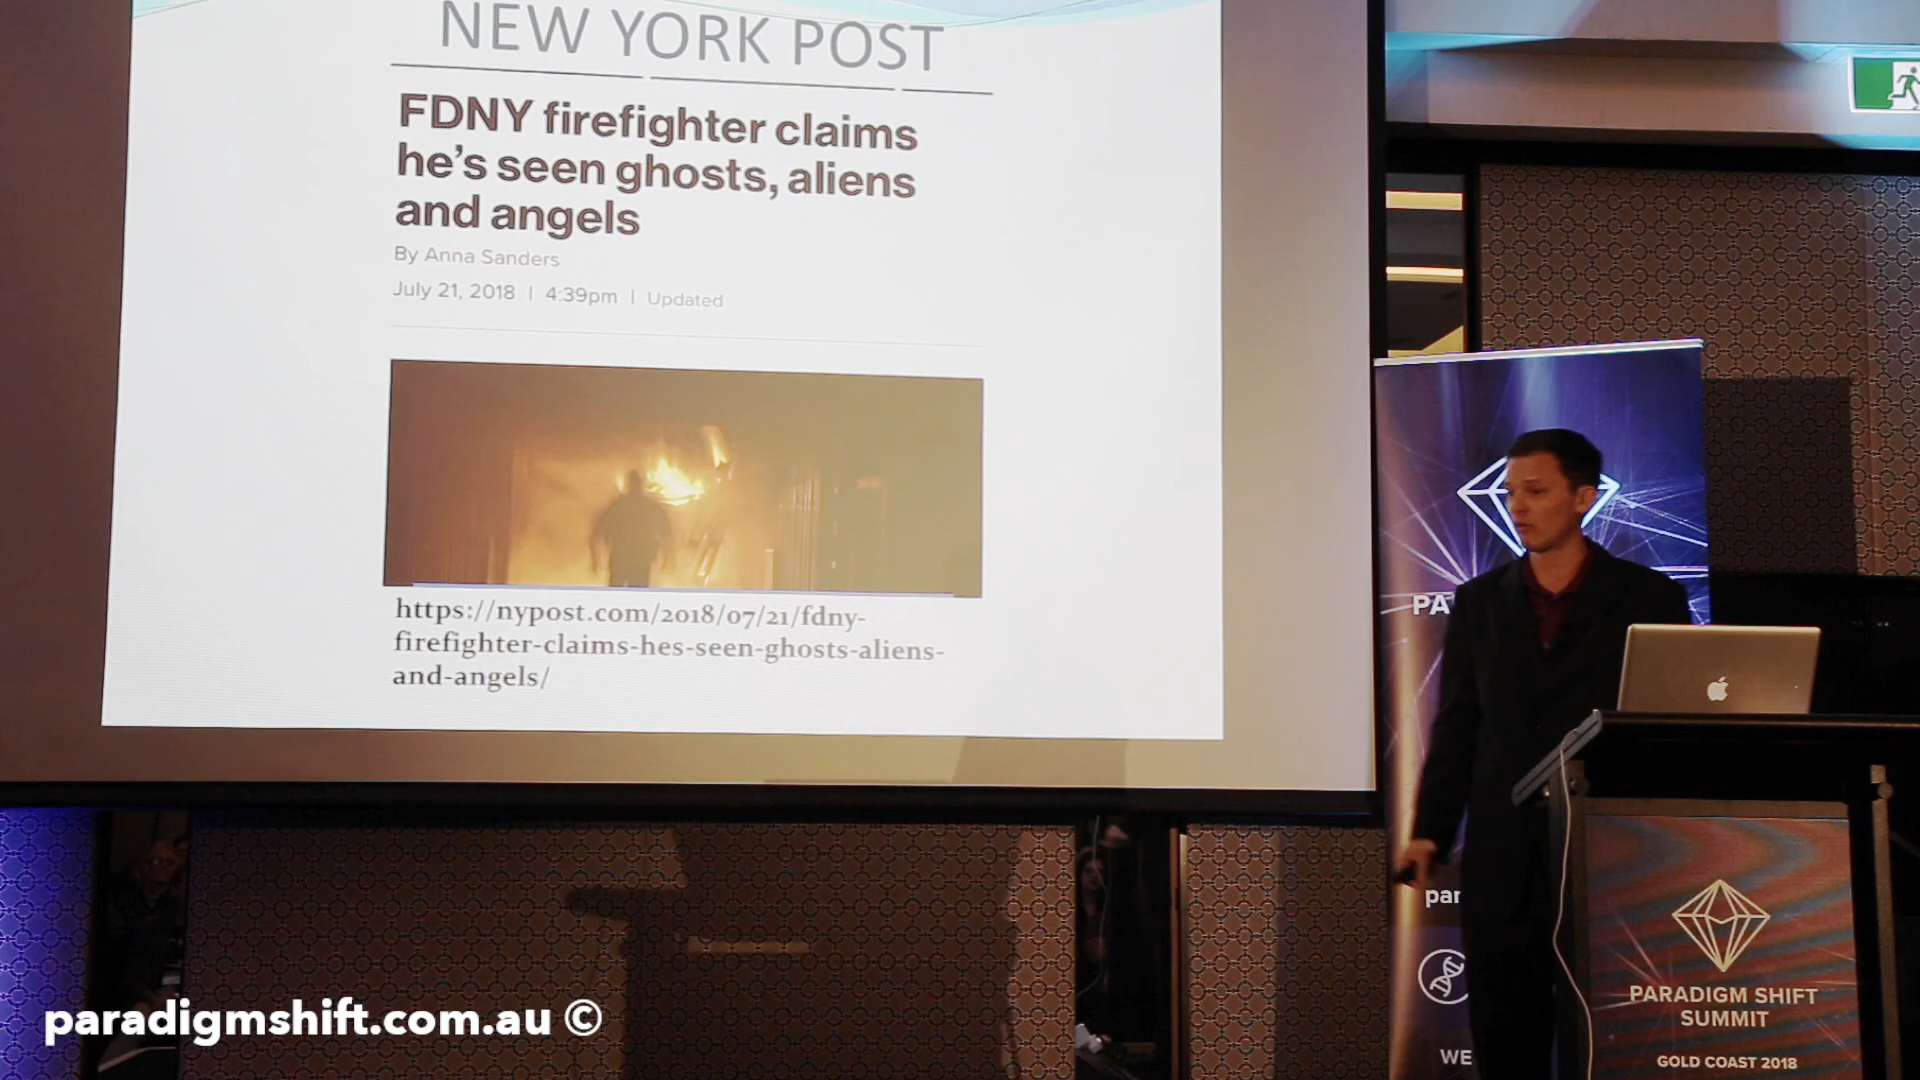 NEW YORK POST
FDNY firefighter claims
he's seen ghosts, aliens
and angels
By Anna Sanders
July 21, 2018 | 4:39pm | Updated
https://nypost.com/2018/07/21/fdny-
firefighter-claims-hes-seen-ghosts-aliens-
and-angels/
PA
par
WE
PARADIGM SHIFT
SUMMIT
GOLD COAST 2018
paradigmshift.com.au ©